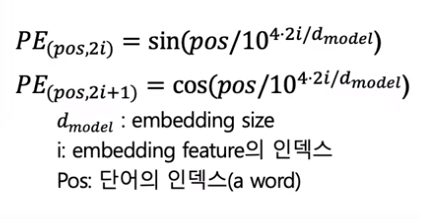 PE(pos,2i) = sin(pos/10^4·2i/d_model)
PE(pos,2i+1) = cos(pos/10^4·2i/d_model)
d_model : embedding size
i: embedding feature의 인덱스
Pos: 단어의 인덱스(a word)